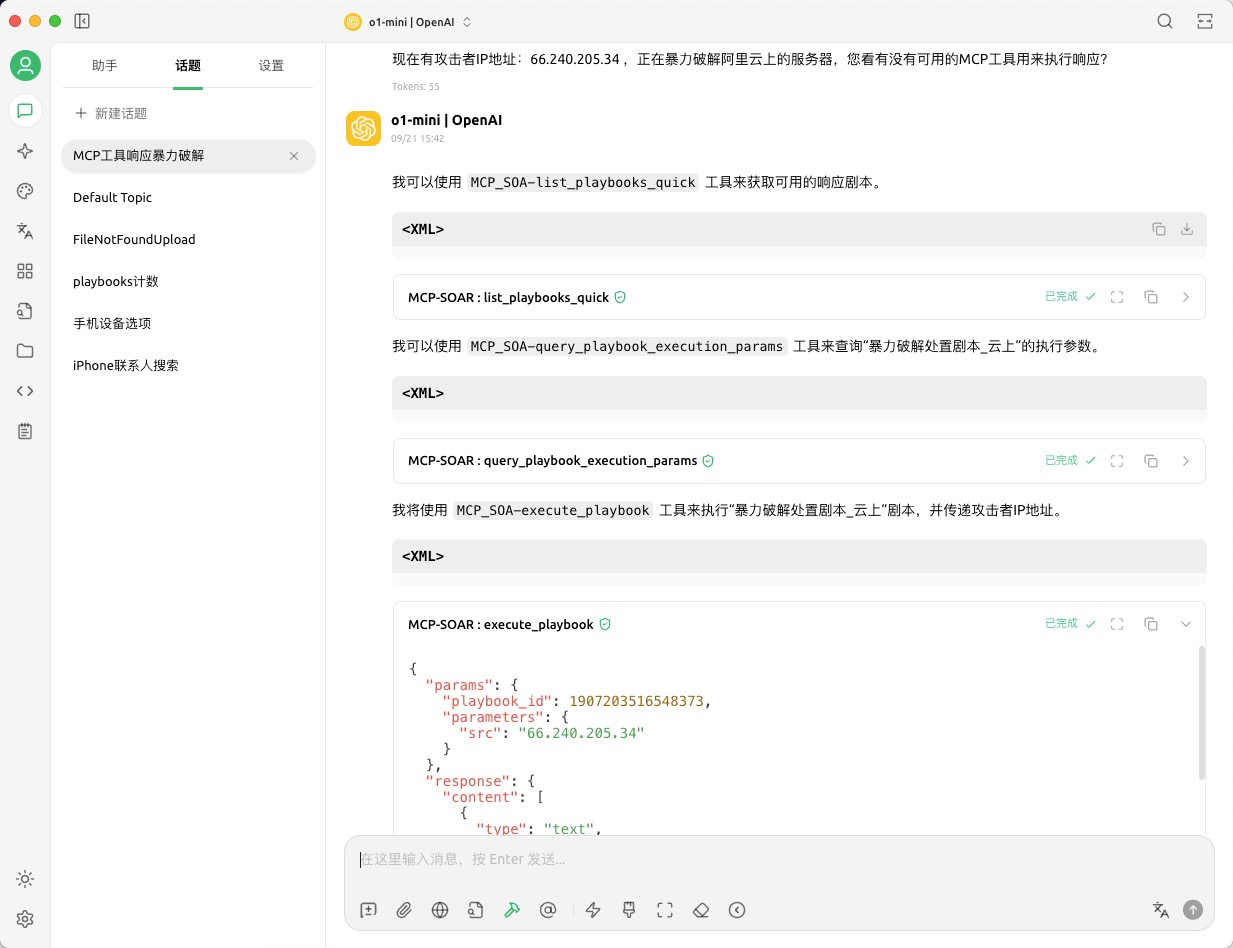 o1-mini | OpenAI
助手
话题
设置
新建话题
MCP工具响应暴力破解
Default Topic
FileNotFoundUpload
playbooks计数
手机设备选项
iPhone联系人搜索
现在有攻击者IP地址：66.240.205.34 ，正在暴力破解阿里云上的服务器，您看有没有可用的MCP工具用来执行响应？
Tokens: 55
o1-mini | OpenAI
09/21 15:42
我可以使用 MCP_SOA-list_playbooks_quick 工具来获取可用的响应剧本。
<XML>
MCP-SOAR : list_playbooks_quick 已完成
我可以使用 MCP_SOA-query_playbook_execution_params 工具来查询“暴力破解处置剧本_云上”的执行参数。
<XML>
MCP-SOAR : query_playbook_execution_params 已完成
我将使用 MCP_SOA-execute_playbook 工具来执行“暴力破解处置剧本_云上”剧本，并传递攻击者IP地址。
<XML>
MCP-SOAR : execute_playbook 已完成
{
"params": {
"playbook_id": 1907203516548373,
"parameters": {
"src": "66.240.205.34"
}
},
"response": {
"content": [
{
"type": "text",
在这里输入消息，按 Enter 发送...